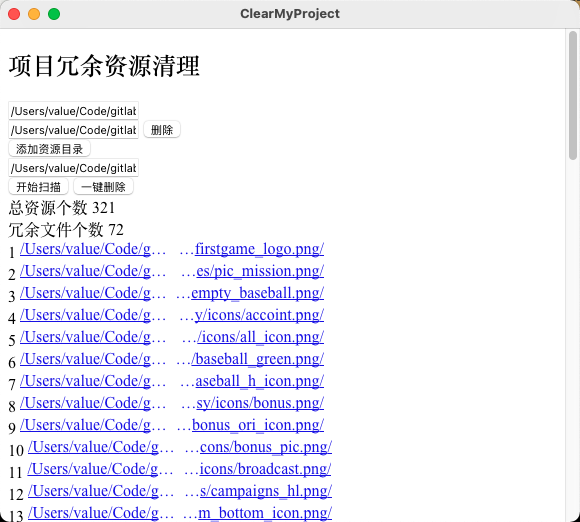 ClearMyProject
项目冗余资源清理
/Users/value/Code/gitlab
/Users/value/Code/gitlab 删除
添加资源目录
/Users/value/Code/gitlab
开始扫描 一键删除
总资源个数 321
冗余文件个数 72
1 /Users/value/Code/g… …firstgame_logo.png/
2 /Users/value/Code/g… …es/pic_mission.png/
3 /Users/value/Code/g… …empty_baseball.png/
4 /Users/value/Code/g… …y/icons/accoint.png/
5 /Users/value/Code/g… …/icons/all_icon.png/
6 /Users/value/Code/g… …/baseball_green.png/
7 /Users/value/Code/g… …aseball_h_icon.png/
8 /Users/value/Code/g… …sy/icons/bonus.png/
9 /Users/value/Code/g… …bonus_ori_icon.png/
10 /Users/value/Code/g… …cons/bonus_pic.png/
11 /Users/value/Code/g… …icons/broadcast.png/
12 /Users/value/Code/g… …s/campaigns_hl.png/
13 /Users/value/Code/g… …m_bottom_icon.png/